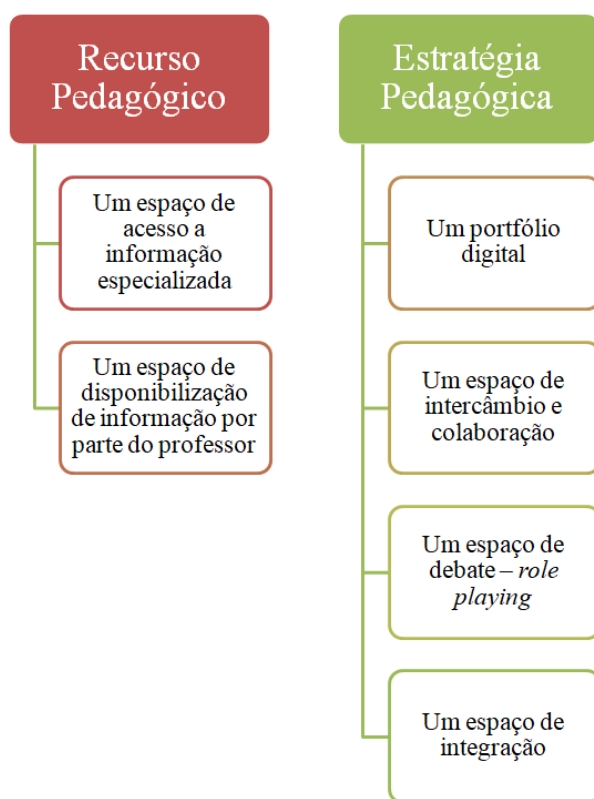 Recurso
Pedagógico
Um espaço de
acesso a
informação
especializada
Um espaço de
disponibilização
de informação por
parte do professor
Estratégia
Pedagógica
Um portfólio
digital
Um espaço de
intercâmbio e
colaboração
Um espaço de
debate – role
playing
Um espaço de
integração